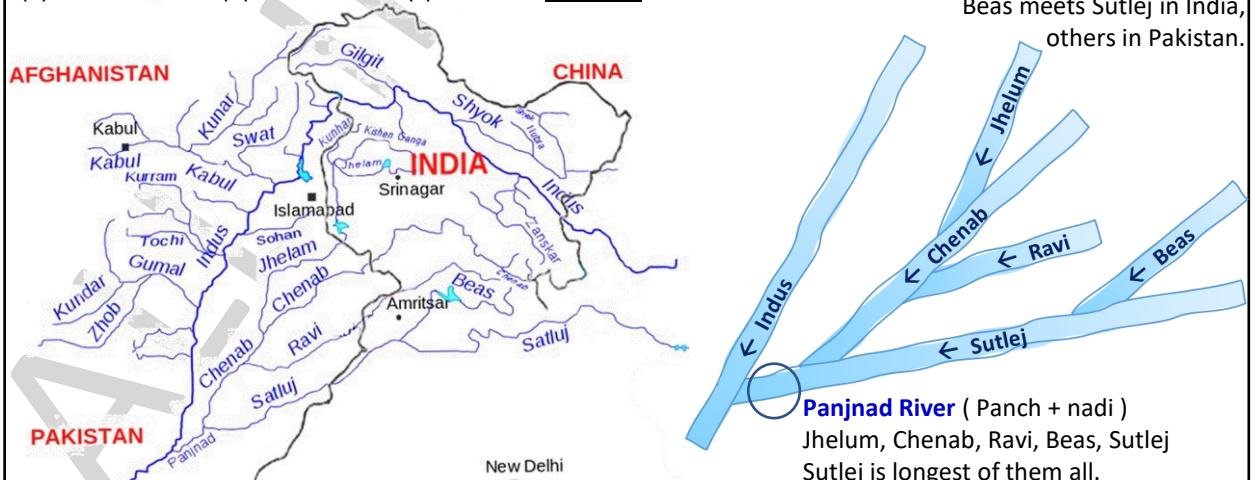 Beas meets Sutlej in India,
others in Pakistan.
AFGHANISTAN
CHINA
Gilgit
Shyok
Kunar
Swat
Kabul
Kunhar
Kishen Ganga
Jhelam
INDIA
Srinagar
Kabul
Kabul
Kurram
Indus
Islamabad
Zanskar
Tochi
Gumal
Indus
Sohan
Jhelam
Chenab
Chenab
Kundar
Zhob
Amritsar
Beas
Chenab
Ravi
Satluj
Satluj
PAKISTAN
Panjnad
New Delhi
← Jhelum
← Chenab
← Ravi
← Beas
← Indus
← Sutlej
Panjnad River ( Panch + nadi )
Jhelum, Chenab, Ravi, Beas, Sutlej
Sutlej is longest of them all.